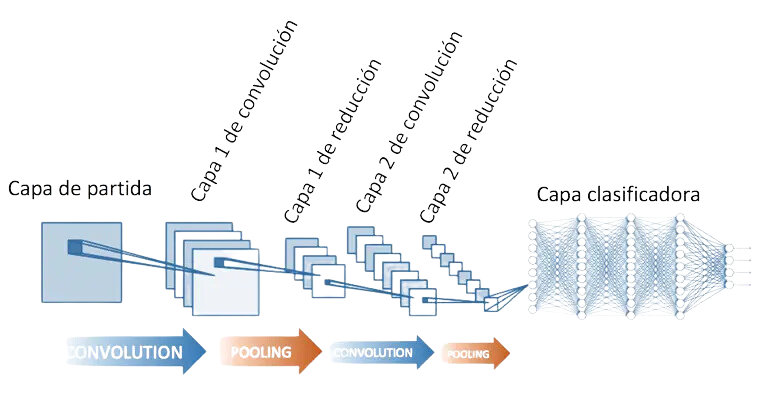 Capa de partida
Capa 1 de convolución
Capa 1 de reducción
Capa 2 de convolución
Capa 2 de reducción
Capa clasificadora
CONVOLUTION
POOLING
CONVOLUTION
POOLING